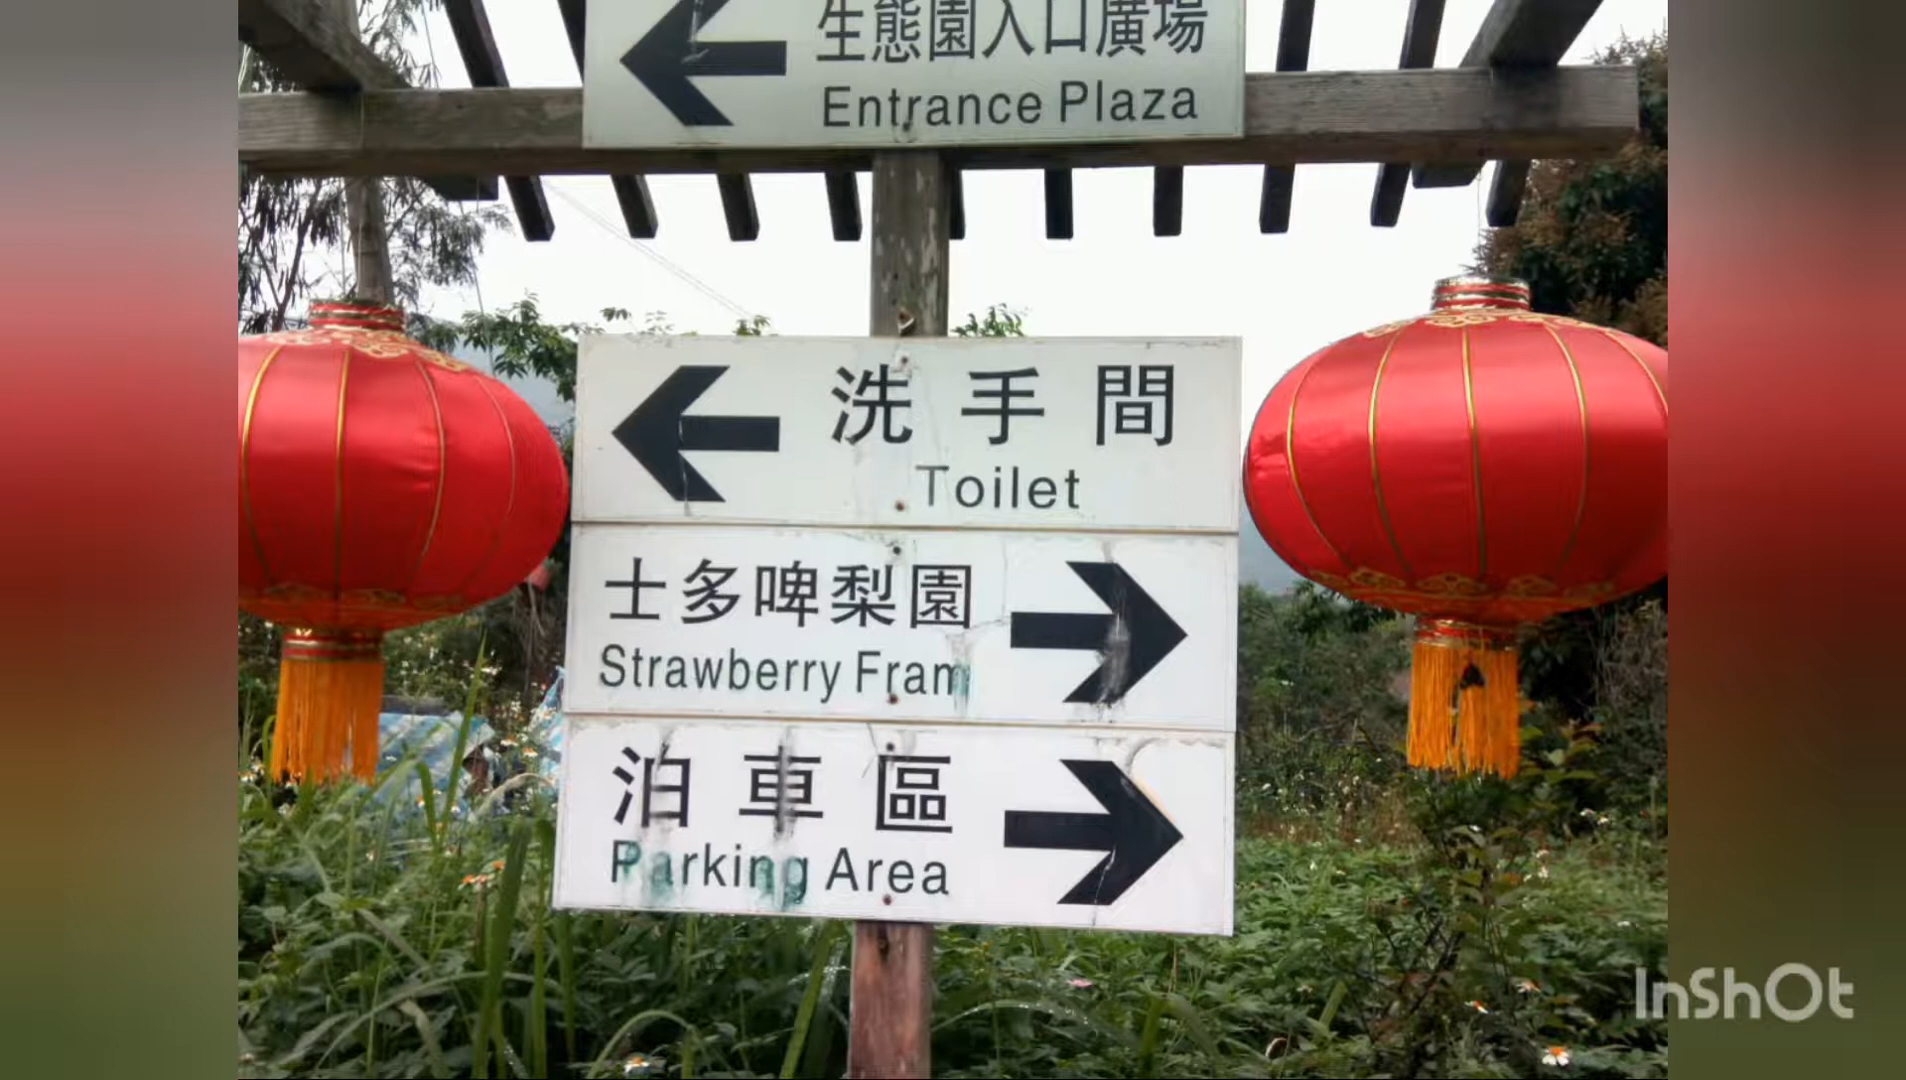 生態園入口廣場
Entrance Plaza
洗手間
Toilet
士多啤梨園
Strawberry Fram
泊車區
Parking Area
InShOt